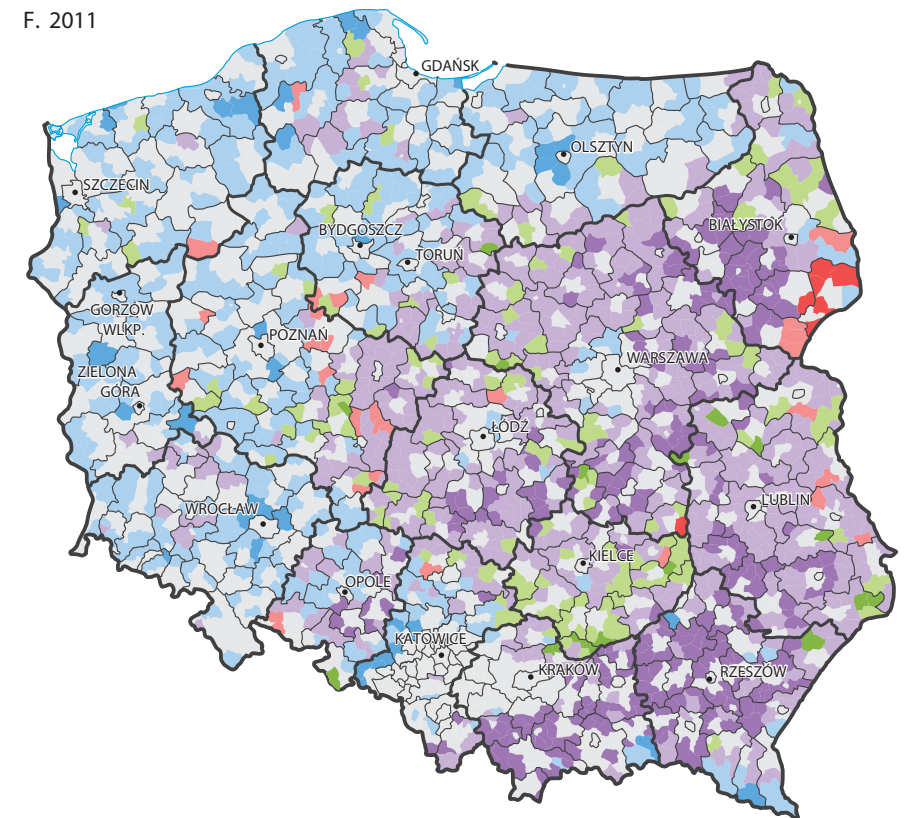 F. 2011
GDAŃSK
OLSZTYN
SZCZECIN
BIAŁYSTOK
BYDGOSZCZ
TORUŃ
GORZÓW
WLKP.
POZNAŃ
WARSZAWA
ZIELONA
GÓRA
ŁÓDŹ
LUBLIN
WROCŁAW
KIELCE
OPOLE
KATOWICE
KRAKÓW
RZESZÓW